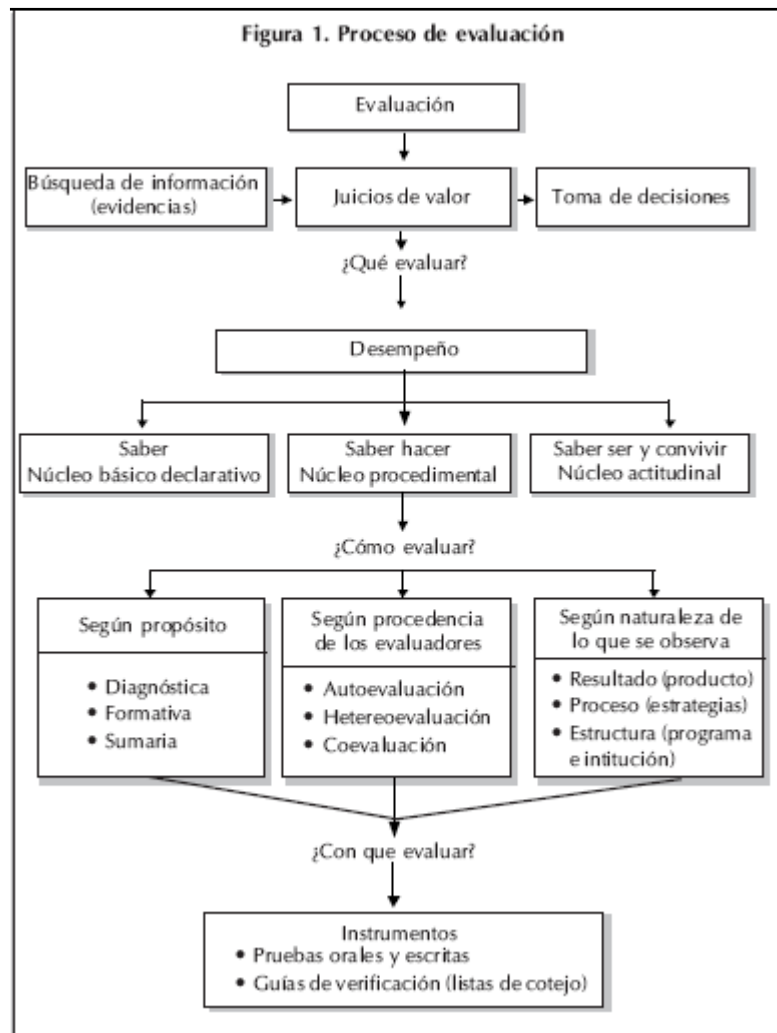 Figura 1. Proceso de evaluación
Evaluación
Búsqueda de información
(evidencias)
Juicios de valor
Toma de decisiones
¿Qué evaluar?
Desempeño
Saber
Núcleo básico declarativo
Saber hacer
Núcleo procedimental
Saber ser y convivir
Núcleo actitudinal
¿Cómo evaluar?
Según propósito
• Diagnóstica
• Formativa
• Sumaria
Según procedencia
de los evaluadores
• Autoevaluación
• Hetereoevaluación
• Coevaluación
Según naturaleza de
lo que se observa
• Resultado (producto)
• Proceso (estrategias)
• Estructura (programa
e intitución)
¿Con que evaluar?
Instrumentos
• Pruebas orales y escritas
• Guías de verificación (listas de cotejo)